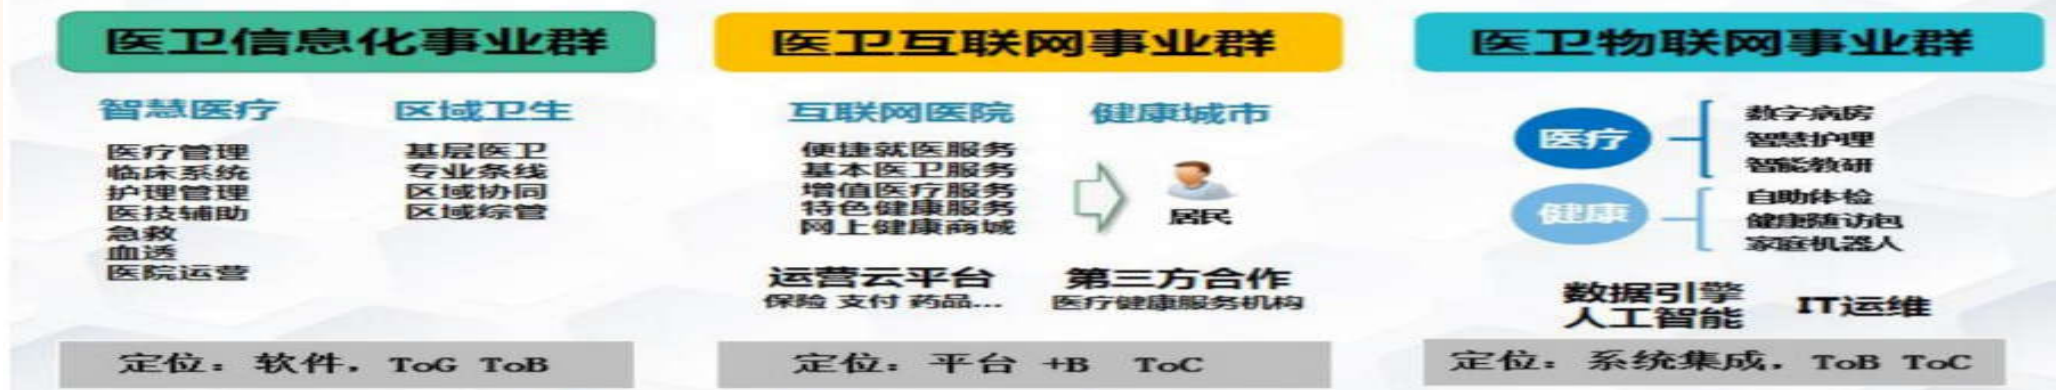 医卫信息化事业群
智慧医疗
医疗管理
临床系统
护理管理
医技辅助
急救
血透
医院运营
区域卫生
基层医卫
专业条线
区域协同
区域综管
定位：软件，ToG ToB
医卫互联网事业群
互联网医院
便捷就医服务
基本医卫服务
增值医疗服务
特色健康服务
网上健康商城
健康城市
居民
运营云平台
保险 支付 药品...
第三方合作
医疗健康服务机构
定位：平台 +B ToC
医卫物联网事业群
医疗
数字病房
智慧护理
智能教研
健康
自助体检
健康随访包
家庭机器人
数据引擎
人工智能
IT运维
定位：系统集成，ToB ToC